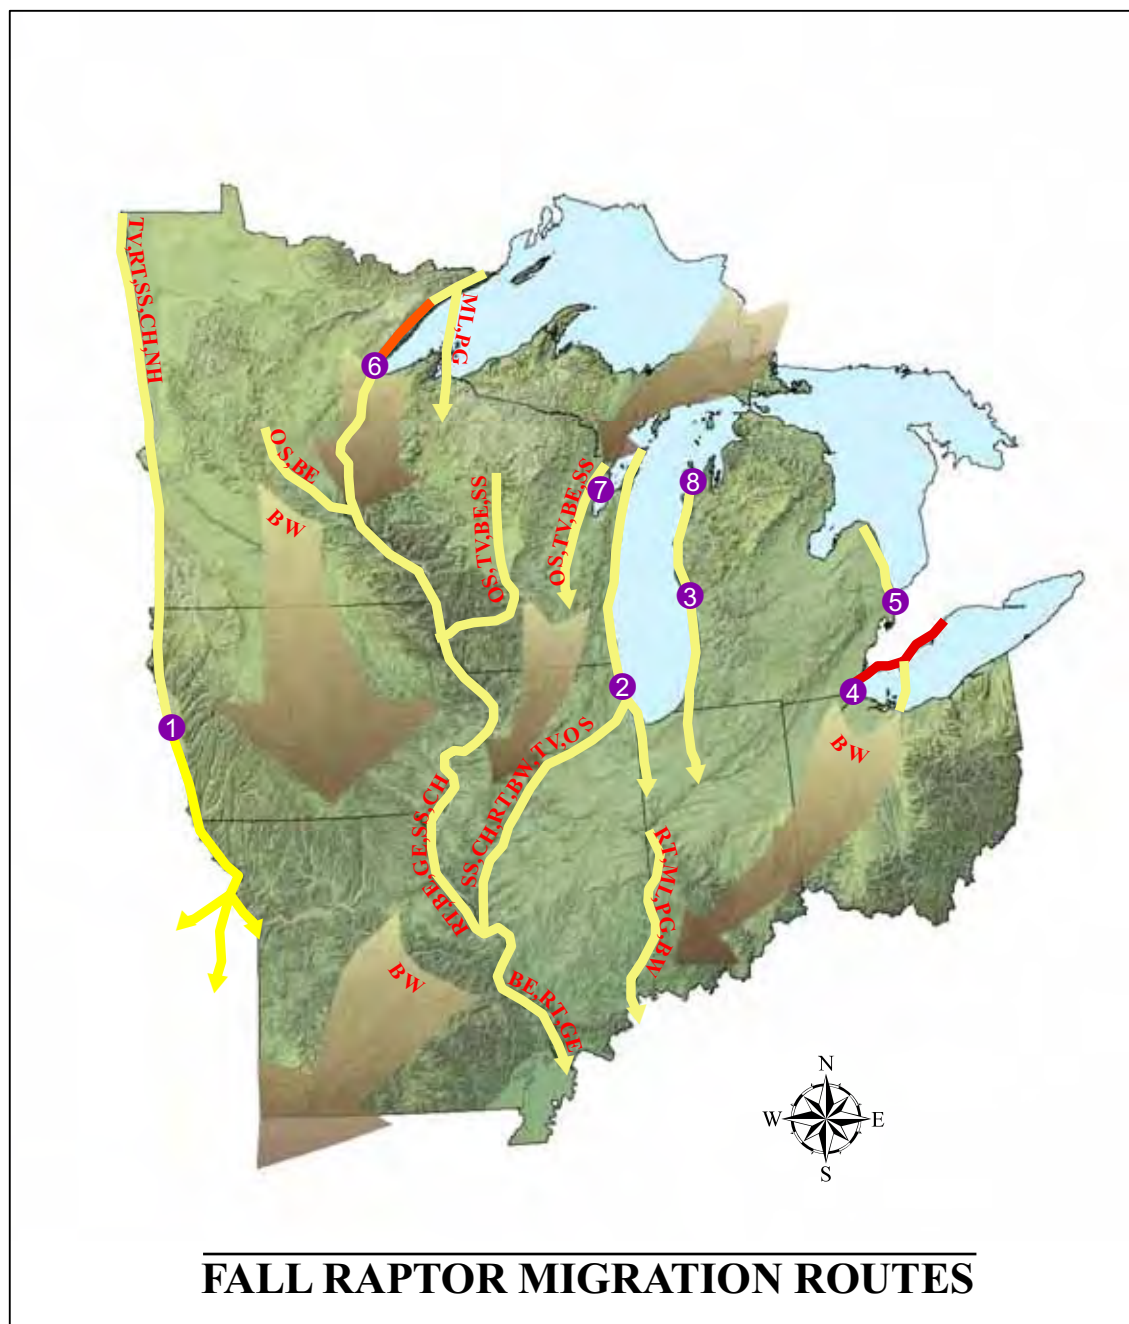 TV,RT,SS,CH,NH
ML,PG
6
OS,BE
BW
OS,TV,BE,SS
OS,TV,BE,SS
7
8
3
5
2
4
1
BW
SS,CH,RT,BW,TV,OS
RT,BE,GE,SS,CH
RT,ML,PG,BW
BW
BE,RT,GE
N
W E
S
FALL RAPTOR MIGRATION ROUTES